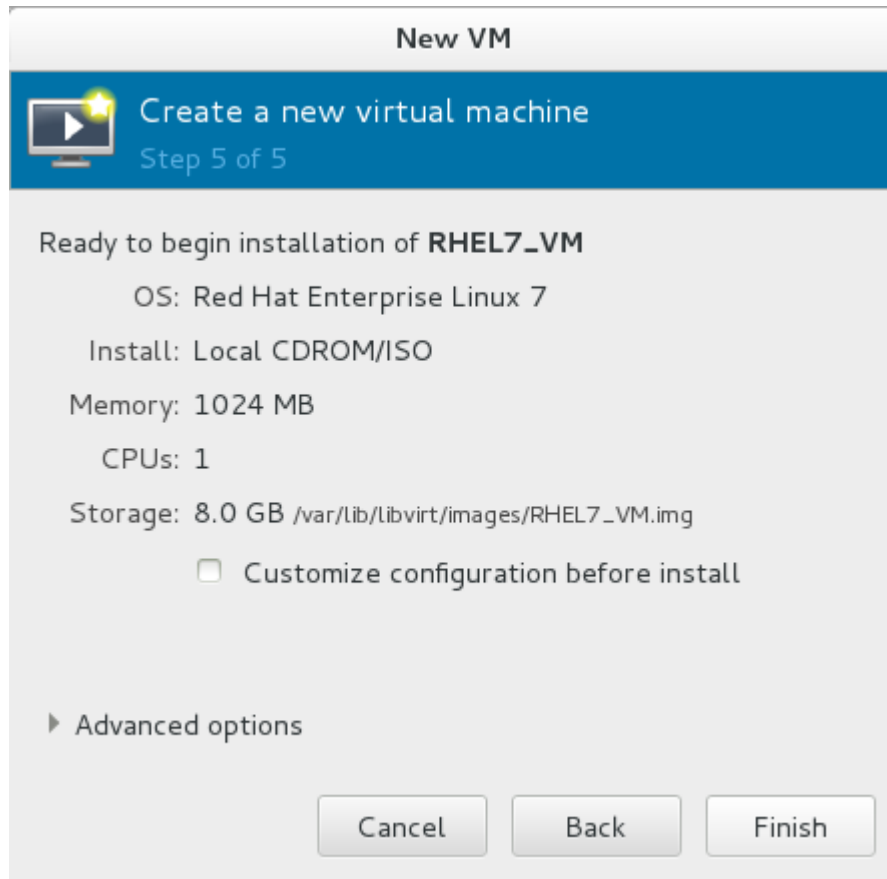 New VM
Create a new virtual machine
Step 5 of 5
Ready to begin installation of RHEL7_VM
OS: Red Hat Enterprise Linux 7
Install: Local CDROM/ISO
Memory: 1024 MB
CPUs: 1
Storage: 8.0 GB /var/lib/libvirt/images/RHEL7_VM.img
Customize configuration before install
Advanced options
Cancel Back Finish